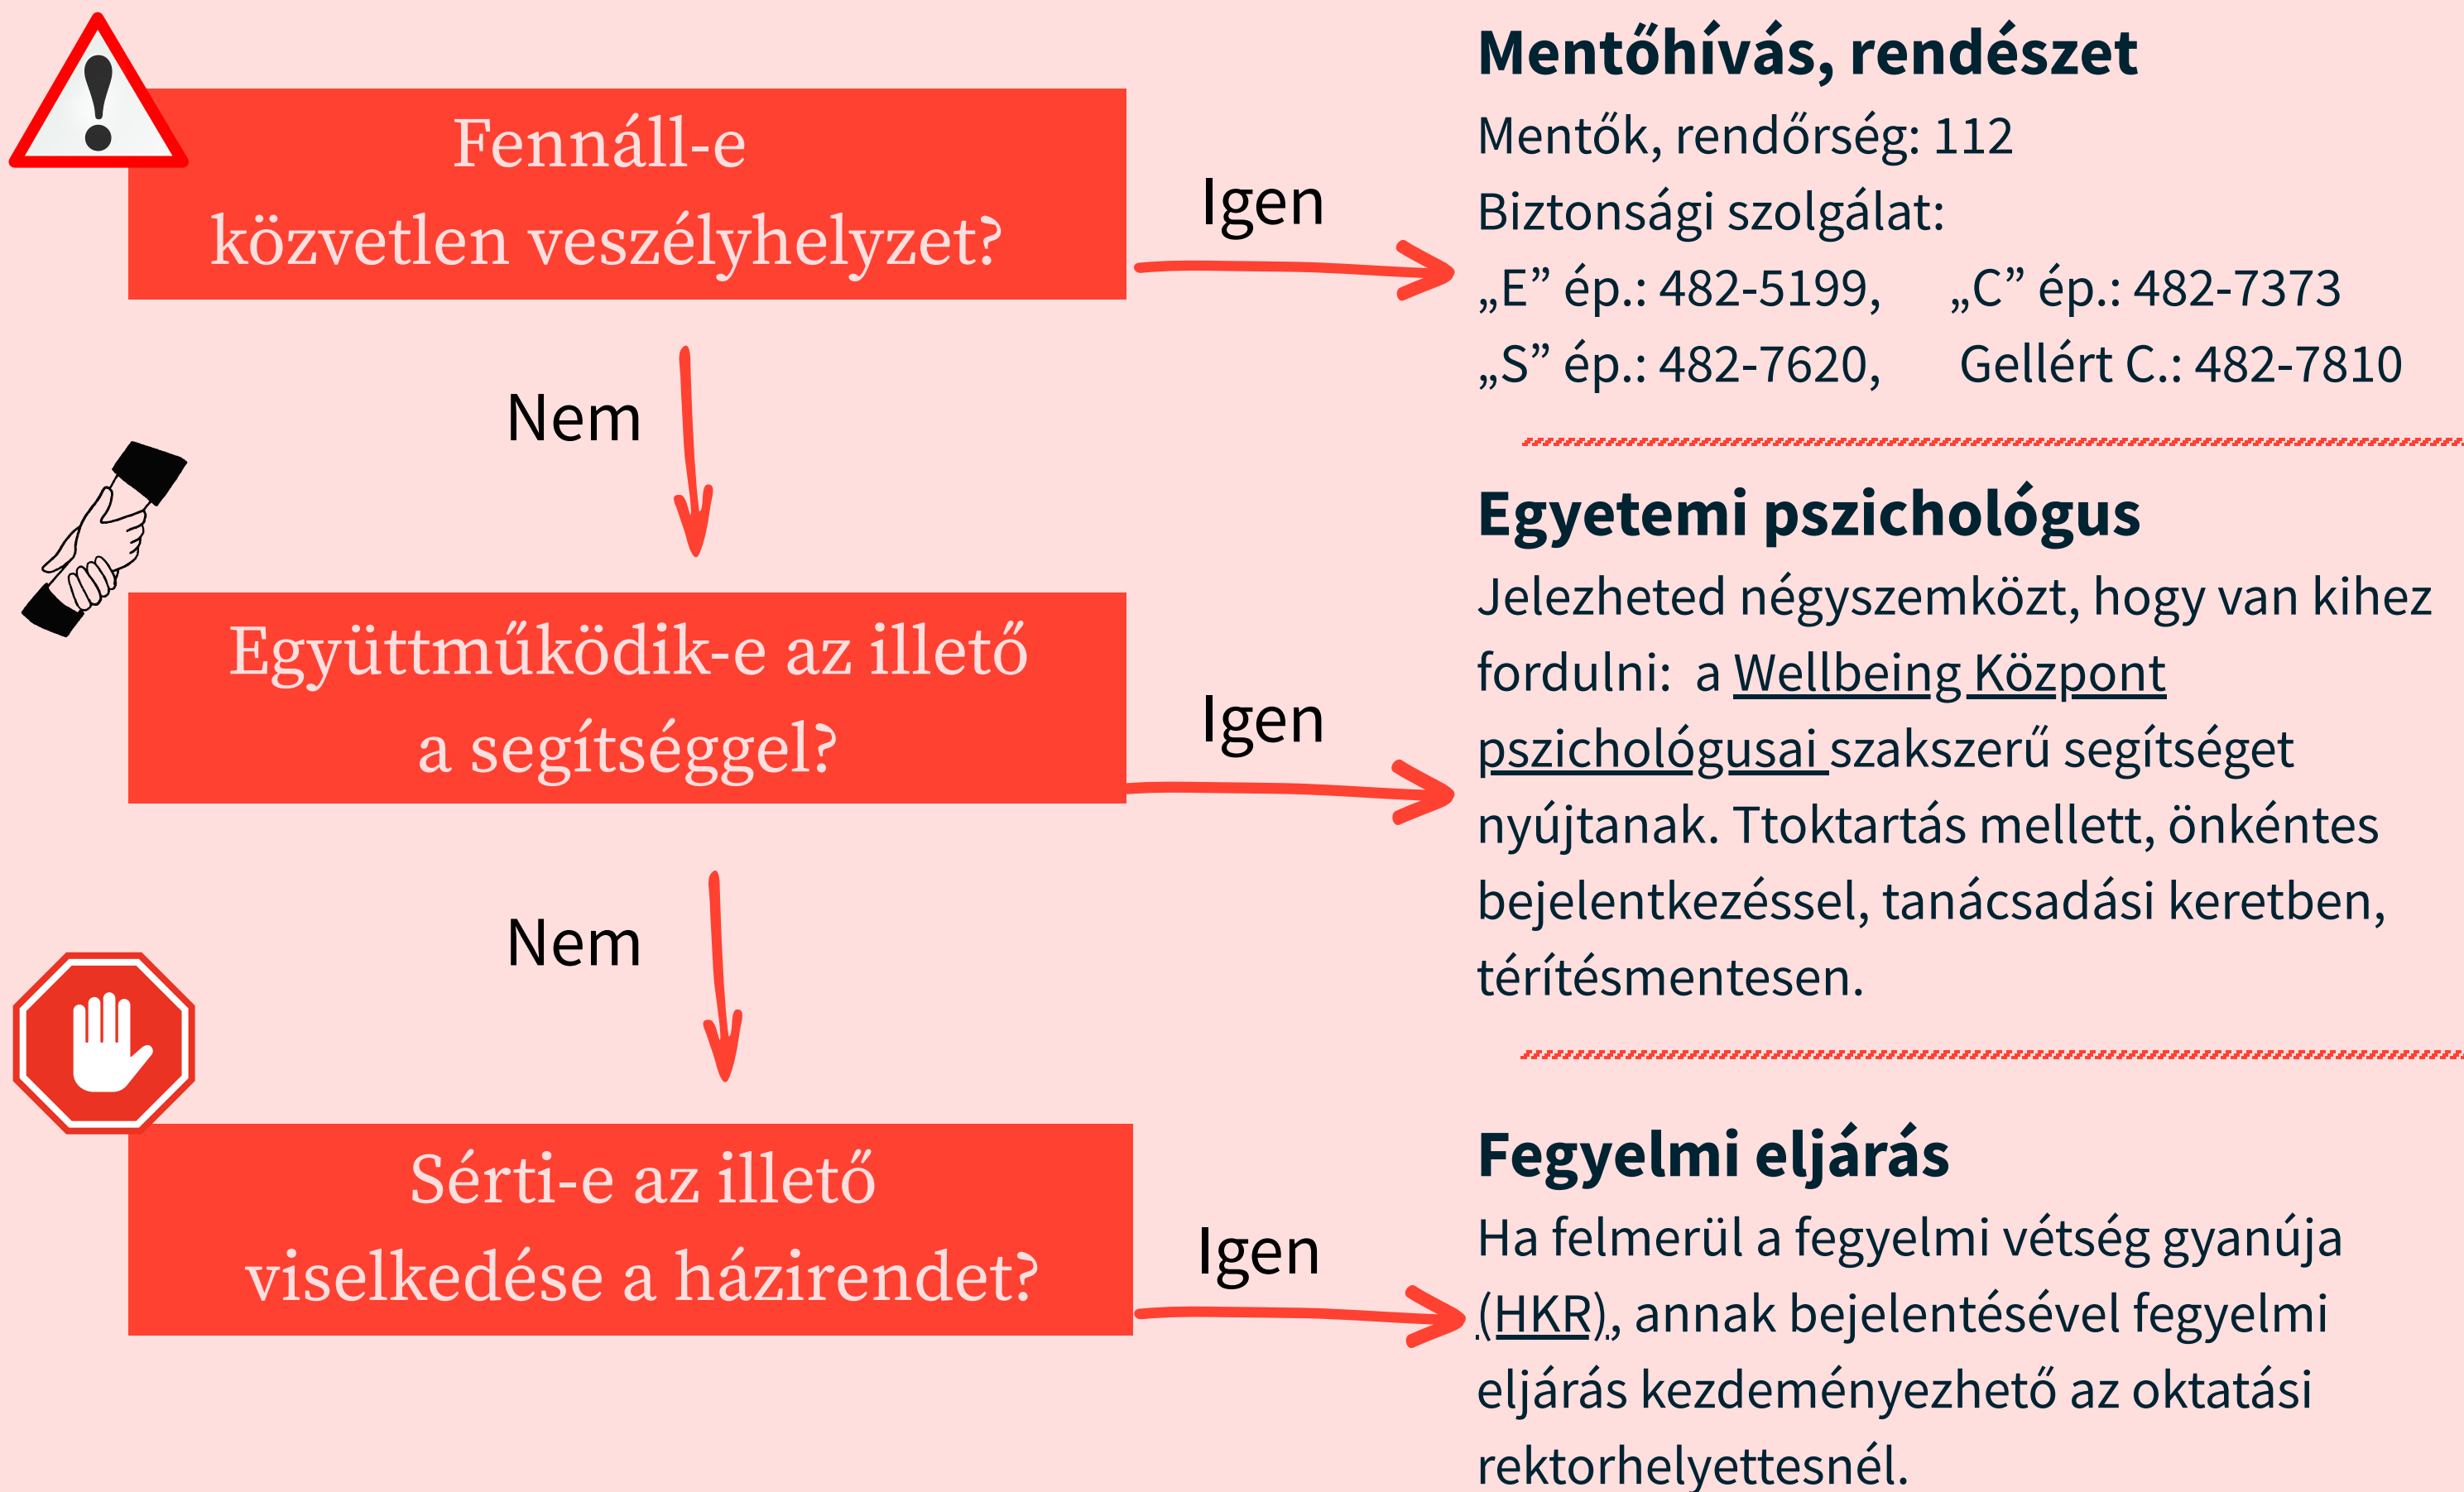 Fennáll-e
közvetlen veszélyhelyzet?
Igen
Mentőhívás, rendészet
Mentők, rendőrség: 112
Biztonsági szolgálat:
„E” ép.: 482-5199, „C” ép.: 482-7373
„S” ép.: 482-7620, Gellért C.: 482-7810
Nem
Együttműködik-e az illető
a segítséggel?
Igen
Egyetemi pszichológus
Jelezheted négyszemközt, hogy van kihez
fordulni: a Wellbeing Központ
pszichológusai szakszerű segítséget
nyújtanak. Ttoktartás mellett, önkéntes
bejelentkezéssel, tanácsadási keretben,
térítésmentesen.
Nem
Sérti-e az illető
viselkedése a házirendet?
Igen
Fegyelmi eljárás
Ha felmerül a fegyelmi vétség gyanúja
(HKR), annak bejelentésével fegyelmi
eljárás kezdeményezhető az oktatási
rektorhelyettesnél.